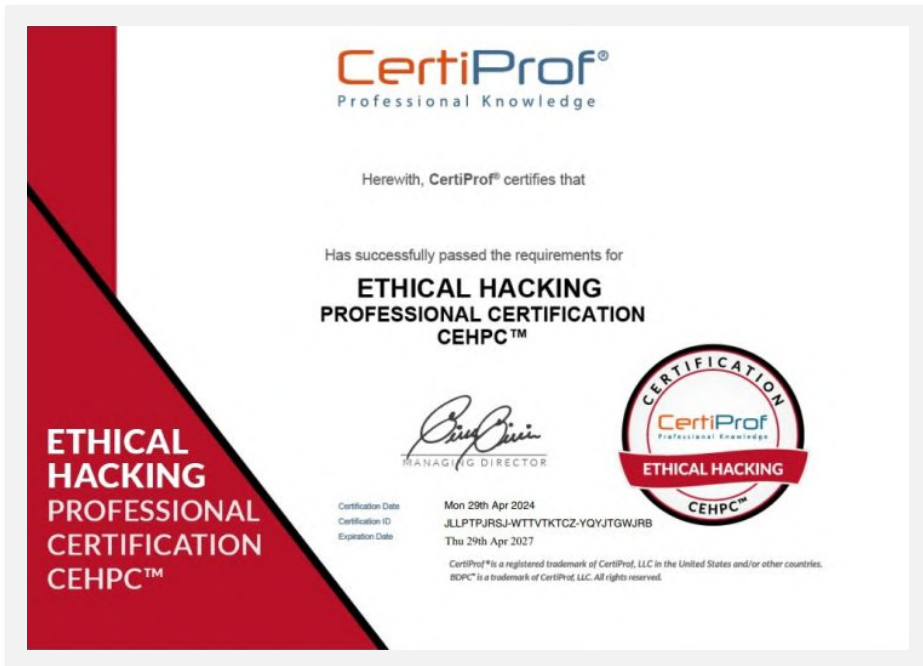 CertiProf®
Professional Knowledge
Herewith, CertiProf® certifies that
Has successfully passed the requirements for
ETHICAL HACKING
PROFESSIONAL CERTIFICATION
CEHPC™
MANAGING DIRECTOR
CERTIFICATION
CertiProf
Professional Knowledge
ETHICAL HACKING
CEHPC™
ETHICAL
HACKING
PROFESSIONAL
CERTIFICATION
CEHPC™
Certification Date Mon 29th Apr 2024
Certification ID JLLPTPJRSJ-WTTVTKTCZ-YQYJTGWJRB
Expiration Date Thu 29th Apr 2027
CertiProf® is a registered trademark of CertiProf, LLC in the United States and/or other countries.
BDPC™ is a trademark of CertiProf, LLC. All rights reserved.